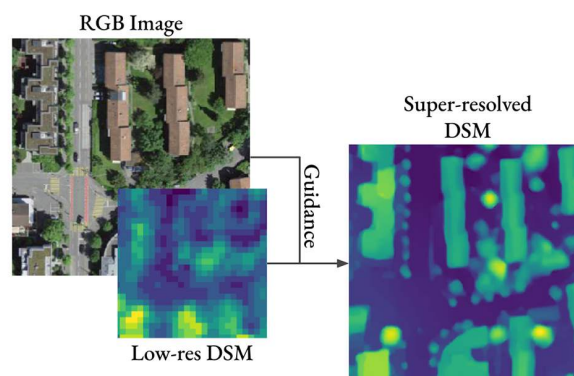 RGB Image
Super-resolved
DSM
Guidance
Low-res DSM